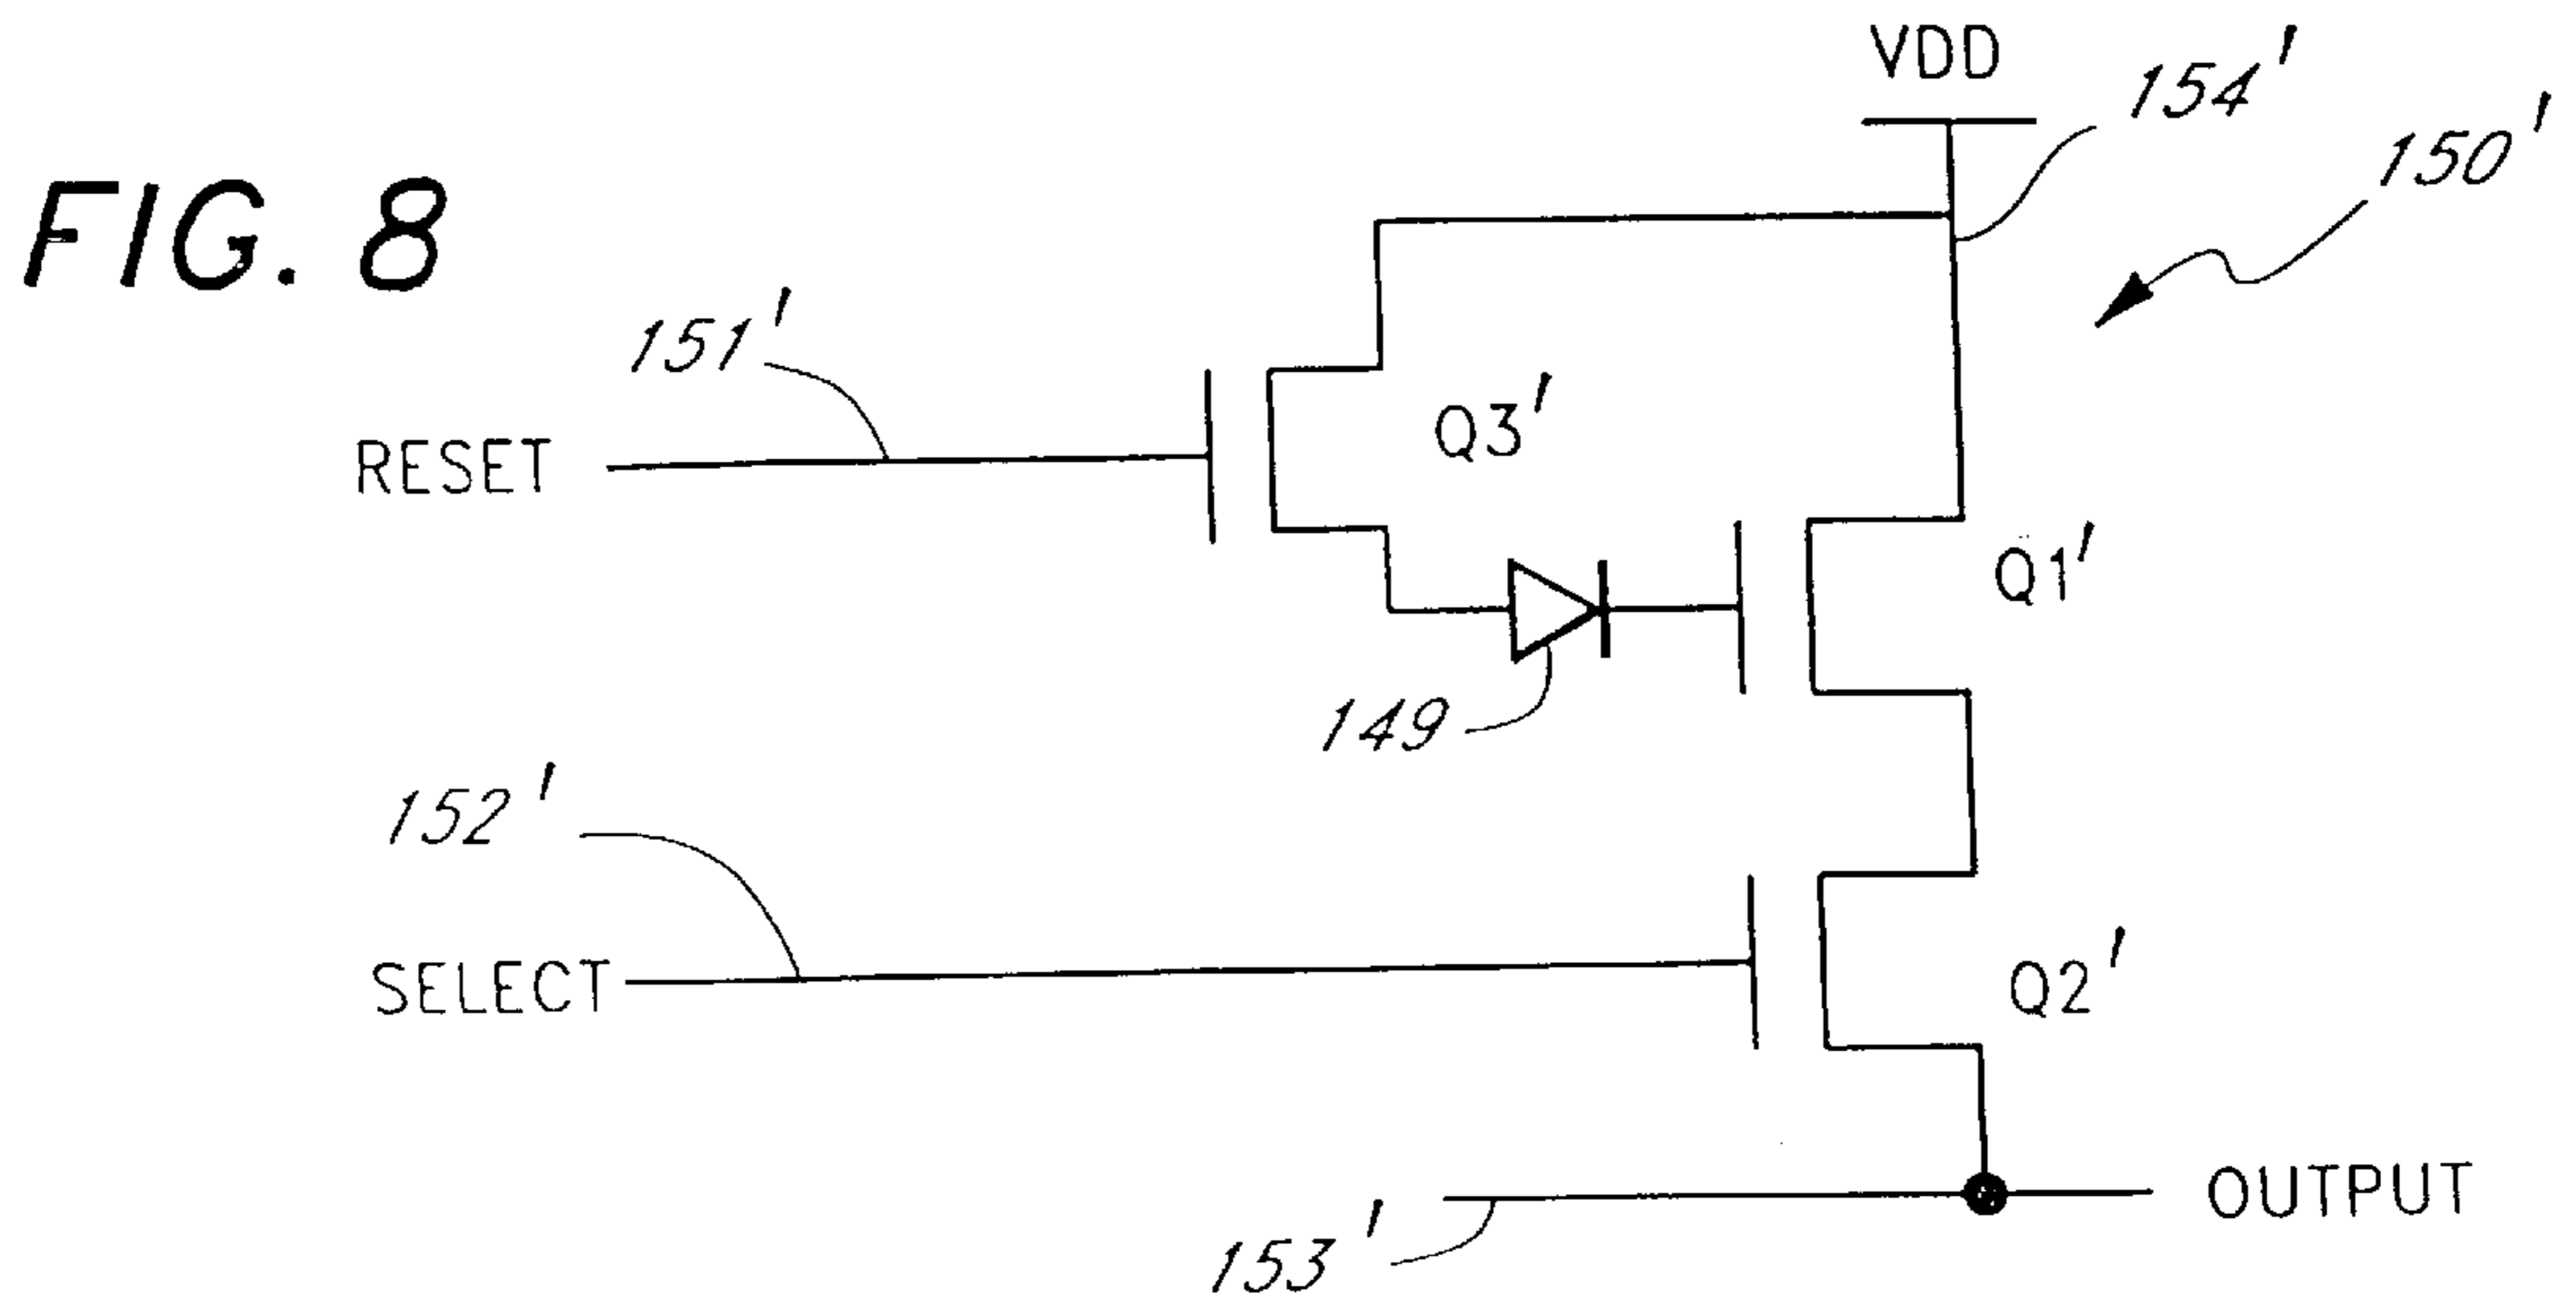 VDD
154'
150'
FIG. 8
151'
RESET
Q3'
Q1'
149
152'
SELECT
Q2'
OUTPUT
153'